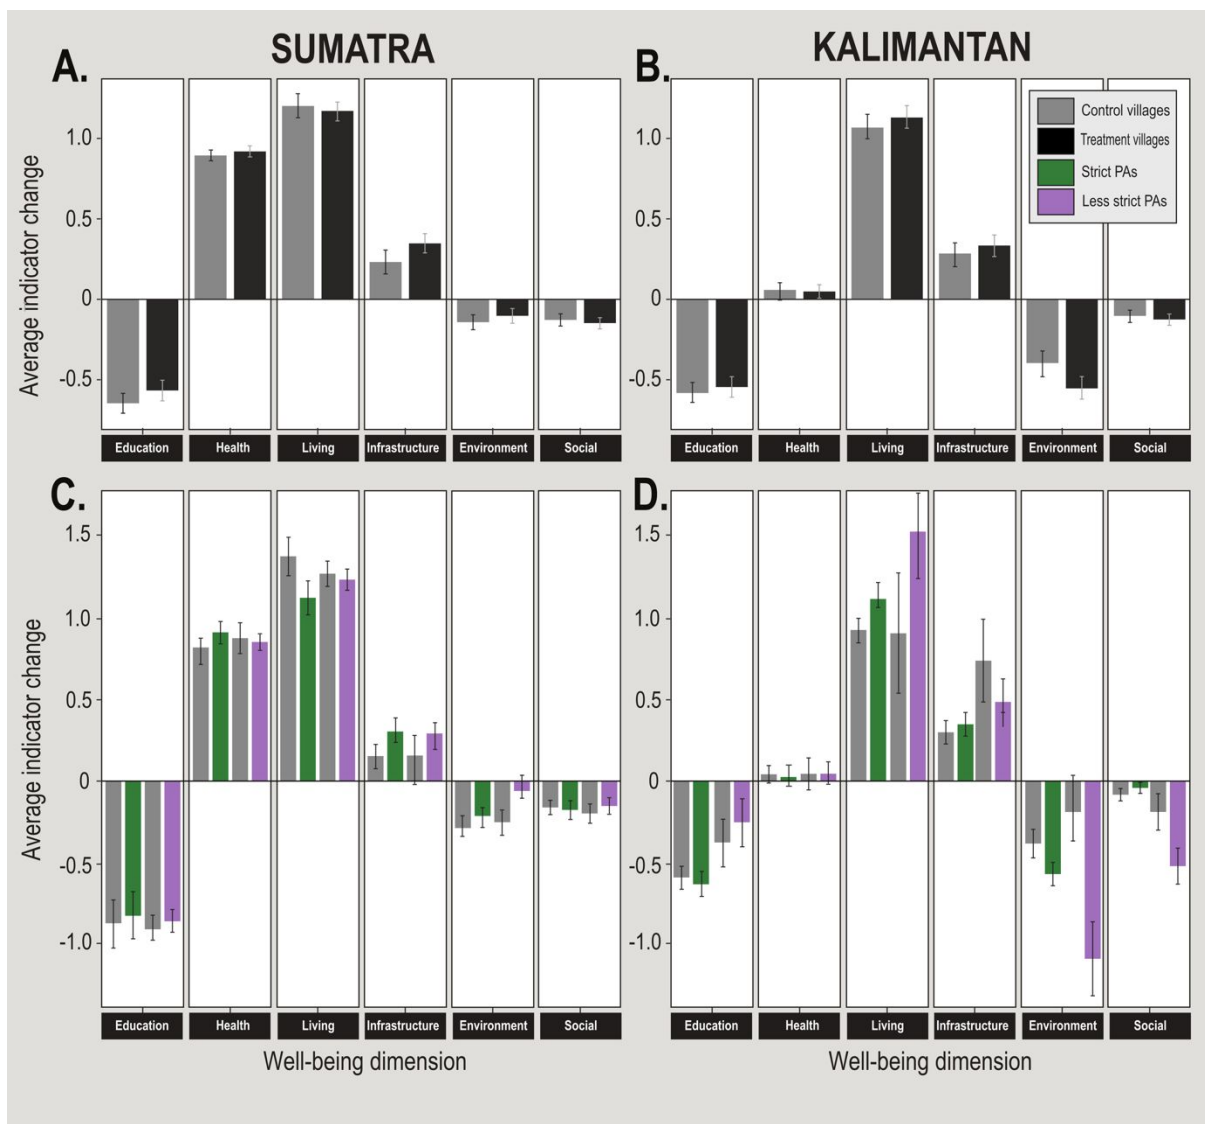 SUMATRA
KALIMANTAN
A.
B.
Average indicator change
1.0
0.5
0
-0.5
Education
Health
Living
Infrastructure
Environment
Social
1.0
0.5
0
-0.5
Control villages
Treatment villages
Strict PAs
Less strict PAs
Education
Health
Living
Infrastructure
Environment
Social
C.
D.
Average indicator change
1.5
1.0
0.5
0
-0.5
-1.0
Education
Health
Living
Infrastructure
Environment
Social
Well-being dimension
1.5
1.0
0.5
0
-0.5
-1.0
Education
Health
Living
Infrastructure
Environment
Social
Well-being dimension